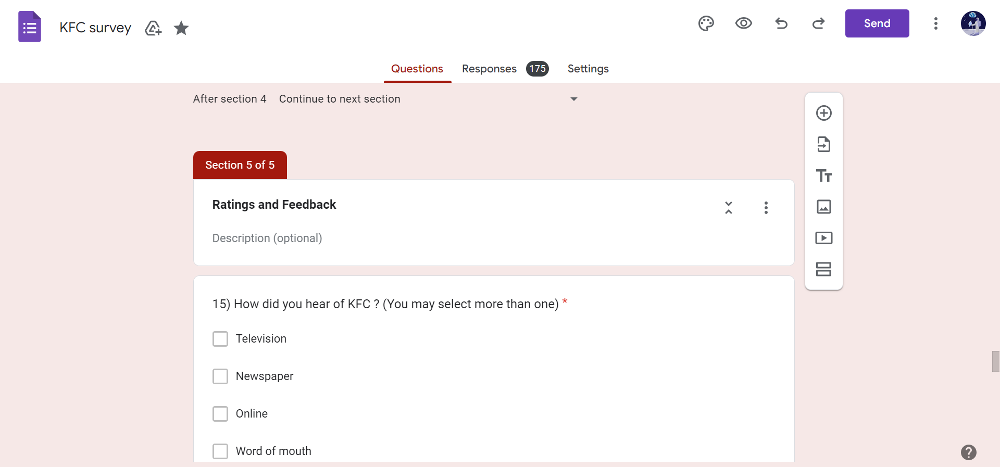 KFC survey
Send
Questions Responses 175 Settings
After section 4 Continue to next section
Section 5 of 5
Ratings and Feedback
Description (optional)
15) How did you hear of KFC ? (You may select more than one) *
Television
Newspaper
Online
Word of mouth